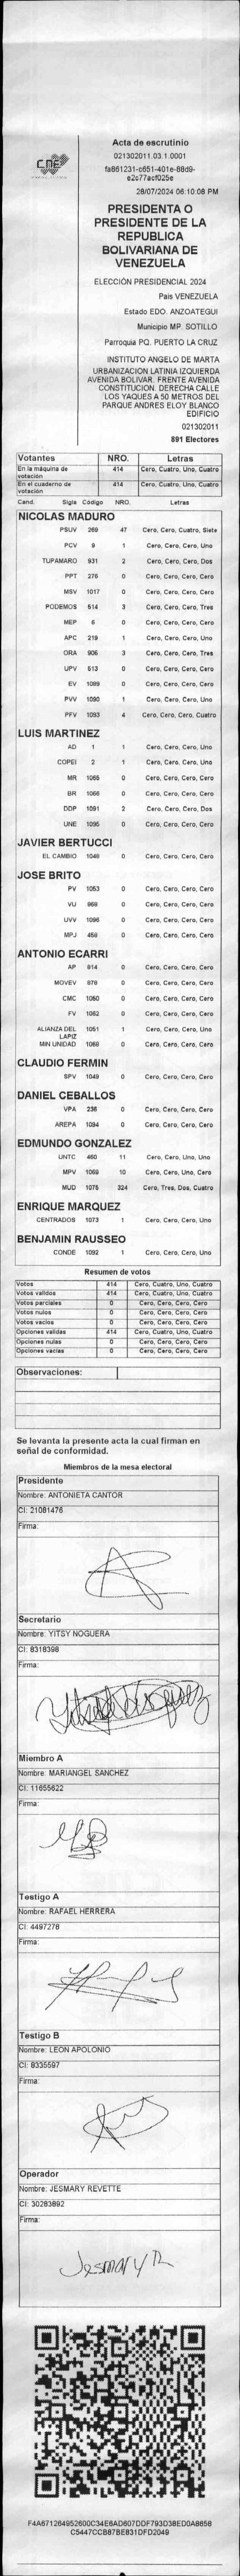 CNE
Acta de escrutinio
021302011.03.1.0001
fa861231-c651-401e-88d9-
e2c77acf025e
28/07/2024 06:10:08 PM
PRESIDENTA O
PRESIDENTE DE LA
REPUBLICA
BOLIVARIANA DE
VENEZUELA
ELECCIÓN PRESIDENCIAL 2024
Pais VENEZUELA
Estado EDO. ANZOATEGUI
Municipio MP. SOTILLO
Parroquia PQ. PUERTO LA CRUZ
INSTITUTO ANGELO DE MARTA
URBANIZACION LATINIA IZQUIERDA
AVENIDA BOLIVAR. FRENTE AVENIDA
CONSTITUCION. DERECHA CALLE
LOS YAQUES A 50 METROS DEL
PARQUE ANDRES ELOY BLANCO
EDIFICIO
021302011
891 Electores
Votantes NRO. Letras
En la máquina de votación 414 Cero, Cuatro, Uno, Cuatro
En el cuaderno de votación 414 Cero, Cuatro, Uno, Cuatro
Cand. Sigla Código NRO. Letras
NICOLAS MADURO
PSUV 269 47 Cero, Cero, Cuatro, Siete
PCV 9 1 Cero, Cero, Cero, Uno
TUPAMARO 931 2 Cero, Cero, Cero, Dos
PPT 276 0 Cero, Cero, Cero, Cero
MSV 1017 0 Cero, Cero, Cero, Cero
PODEMOS 514 3 Cero, Cero, Cero, Tres
MEP 6 0 Cero, Cero, Cero, Cero
APC 219 1 Cero, Cero, Cero, Uno
ORA 906 3 Cero, Cero, Cero, Tres
UPV 513 0 Cero, Cero, Cero, Cero
EV 1089 0 Cero, Cero, Cero, Cero
PVV 1090 1 Cero, Cero, Cero, Uno
PFV 1093 4 Cero, Cero, Cero, Cuatro
LUIS MARTINEZ
AD 1 1 Cero, Cero, Cero, Uno
COPEI 2 1 Cero, Cero, Cero, Uno
MR 1065 0 Cero, Cero, Cero, Cero
BR 1066 0 Cero, Cero, Cero, Cero
DDP 1091 2 Cero, Cero, Cero, Dos
UNE 1095 0 Cero, Cero, Cero, Cero
JAVIER BERTUCCI
EL CAMBIO 1048 0 Cero, Cero, Cero, Cero
JOSE BRITO
PV 1053 0 Cero, Cero, Cero, Cero
VU 968 0 Cero, Cero, Cero, Cero
UVV 1096 0 Cero, Cero, Cero, Cero
MPJ 458 0 Cero, Cero, Cero, Cero
ANTONIO ECARRI
AP 914 0 Cero, Cero, Cero, Cero
MOVEV 978 0 Cero, Cero, Cero, Cero
CMC 1050 0 Cero, Cero, Cero, Cero
FV 1052 0 Cero, Cero, Cero, Cero
ALIANZA DEL LAPIZ 1051 1 Cero, Cero, Cero, Uno
MIN UNIDAD 1068 0 Cero, Cero, Cero, Cero
CLAUDIO FERMIN
SPV 1049 0 Cero, Cero, Cero, Cero
DANIEL CEBALLOS
VPA 236 0 Cero, Cero, Cero, Cero
AREPA 1094 0 Cero, Cero, Cero, Cero
EDMUNDO GONZALEZ
UNTC 460 11 Cero, Cero, Uno, Uno
MPV 1069 10 Cero, Cero, Uno, Cero
MUD 1075 324 Cero, Tres, Dos, Cuatro
ENRIQUE MARQUEZ
CENTRADOS 1073 1 Cero, Cero, Cero, Uno
BENJAMIN RAUSSEO
CONDE 1092 1 Cero, Cero, Cero, Uno
Resumen de votos
Votos 414 Cero, Cuatro, Uno, Cuatro
Votos validos 414 Cero, Cuatro, Uno, Cuatro
Votos parciales 0 Cero, Cero, Cero, Cero
Votos nulos 0 Cero, Cero, Cero, Cero
Votos vacios 0 Cero, Cero, Cero, Cero
Opciones validas 414 Cero, Cuatro, Uno, Cuatro
Opciones nulas 0 Cero, Cero, Cero, Cero
Opciones vacias 0 Cero, Cero, Cero, Cero
Observaciones:
Se levanta la presente acta la cual firman en
señal de conformidad.
Miembros de la mesa electoral
Presidente
Nombre: ANTONIETA CANTOR
CI: 21081476
Firma:
Secretario
Nombre: YITSY NOGUERA
CI: 8318398
Firma:
Miembro A
Nombre: MARIANGEL SANCHEZ
CI: 11655622
Firma:
Testigo A
Nombre: RAFAEL HERRERA
CI: 4497278
Firma:
Testigo B
Nombre: LEON APOLONIO
CI: 8335597
Firma:
Operador
Nombre: JESMARY REVETTE
CI: 30283892
Firma:
Jesmary R
F4A671264952600C34E6AD607DDF793D38ED0A8658
C5447CCB87BE831DFD2049